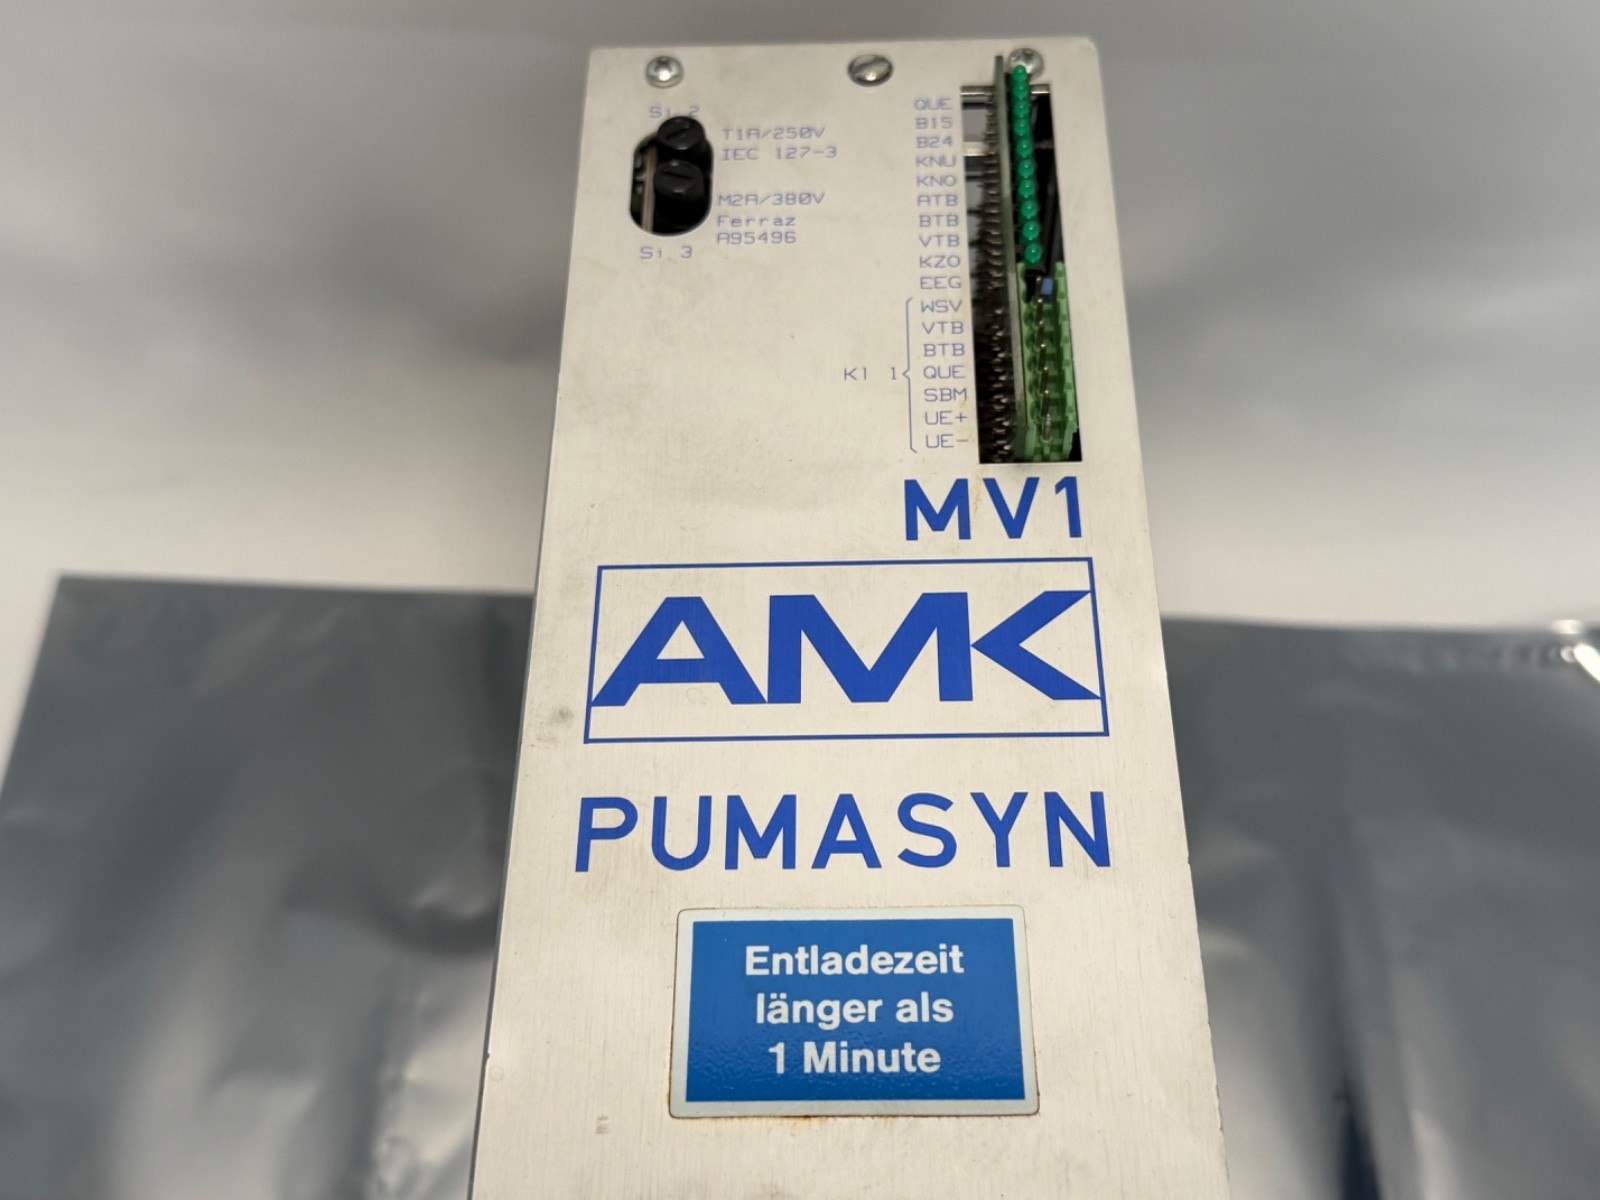 Si 2
T1A/250V
IEC 127-3
M2A/380V
Ferraz
A95496
Si 3
QUE
B15
B24
KNU
KNO
ATB
BTB
VTB
KZO
EEG
WSV
VTB
BTB
Kl 1 QUE
SBM
UE+
UE-
MV1
AMK
PUMASYN
Entladezeit
länger als
1 Minute